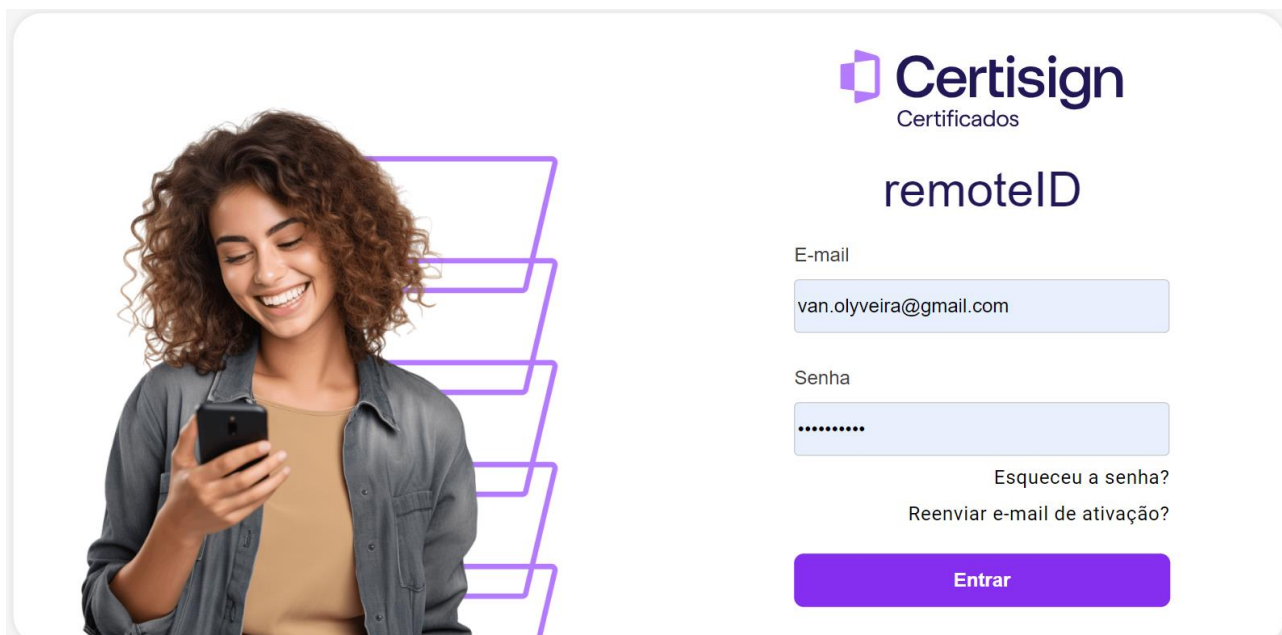 Certisign
Certificados
remoteID
E-mail
van.olyveira@gmail.com
Senha
••••••••••
Esqueceu a senha?
Reenviar e-mail de ativação?
Entrar